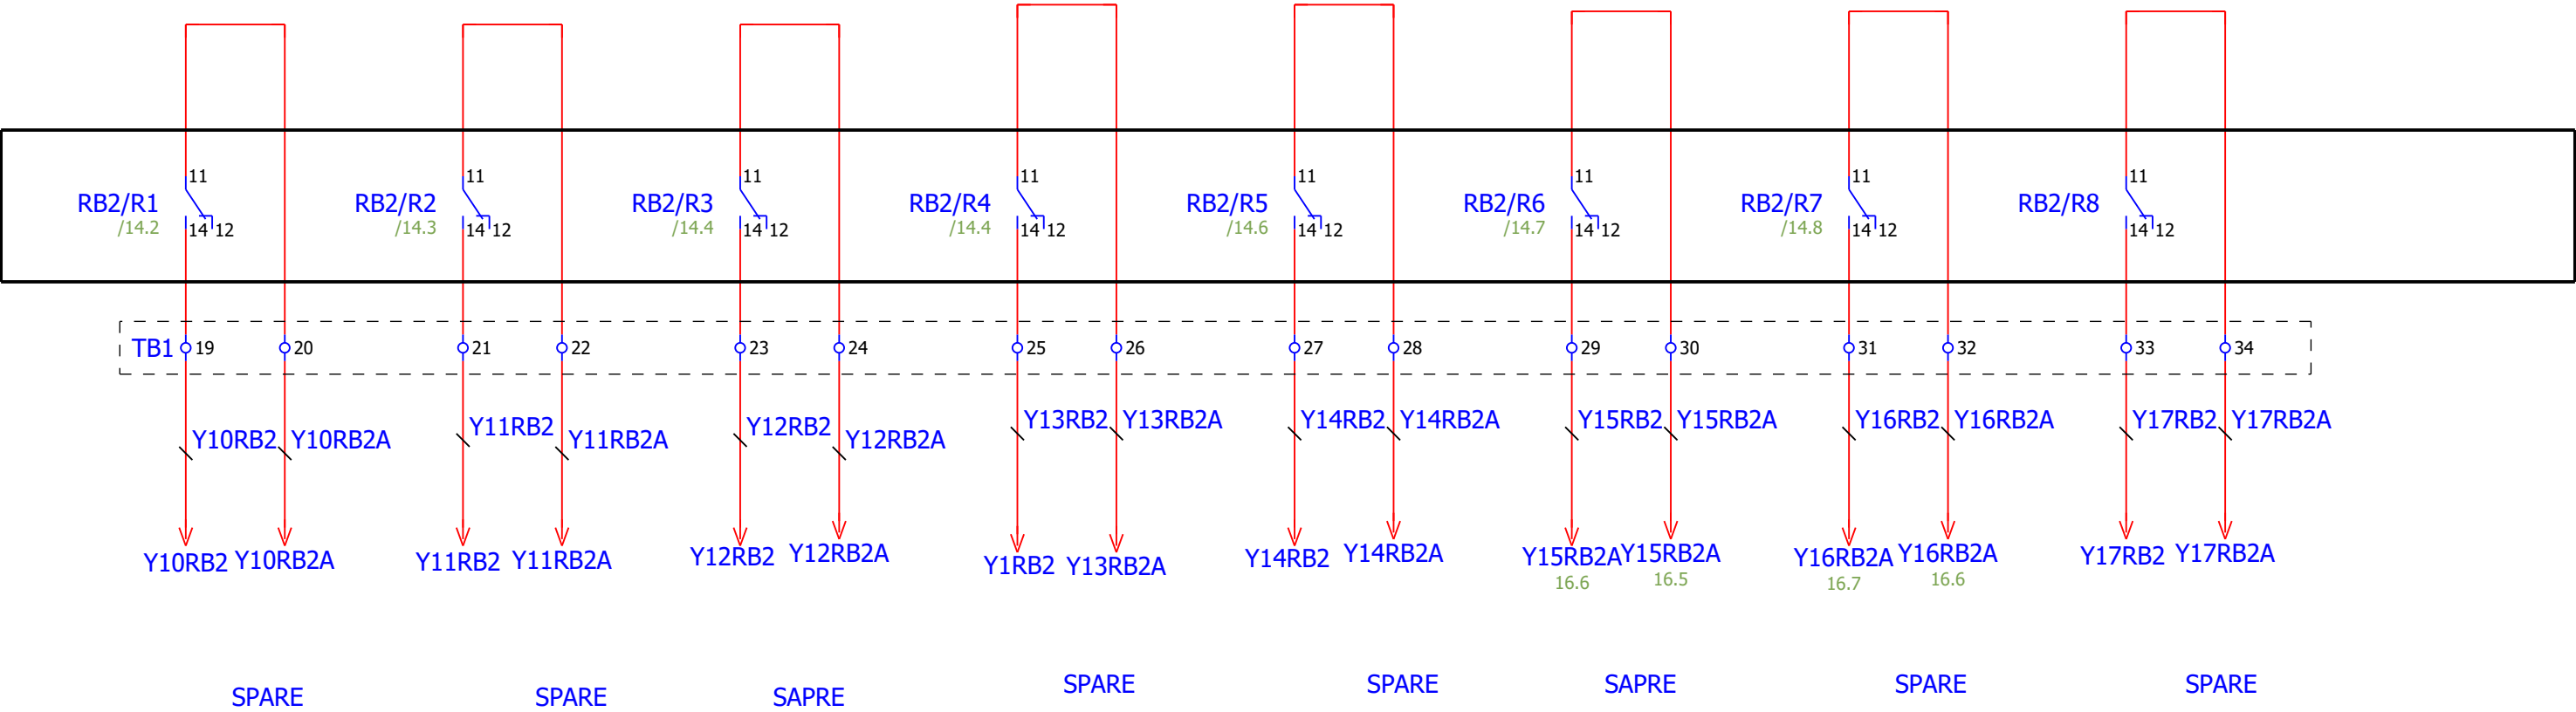 11 11 11 11 11 11 11 11
RB2/R1 RB2/R2 RB2/R3 RB2/R4 RB2/R5 RB2/R6 RB2/R7 RB2/R8
/14.2 /14.3 /14.4 /14.4 /14.6 /14.7 /14.8
14 12 14 12 14 12 14 12 14 12 14 12 14 12 14 12
TB1 19 20 21 22 23 24 25 26 27 28 29 30 31 32 33 34
Y10RB2 Y10RB2A Y11RB2 Y11RB2A Y12RB2 Y12RB2A Y13RB2 Y13RB2A Y14RB2 Y14RB2A Y15RB2 Y15RB2A Y16RB2 Y16RB2A Y17RB2 Y17RB2A
Y10RB2 Y10RB2A Y11RB2 Y11RB2A Y12RB2 Y12RB2A Y1RB2 Y13RB2A Y14RB2 Y14RB2A Y15RB2A Y15RB2A Y16RB2A Y16RB2A Y17RB2 Y17RB2A
16.6 16.5 16.7 16.6
SPARE SPARE SAPRE SPARE SPARE SAPRE SPARE SPARE